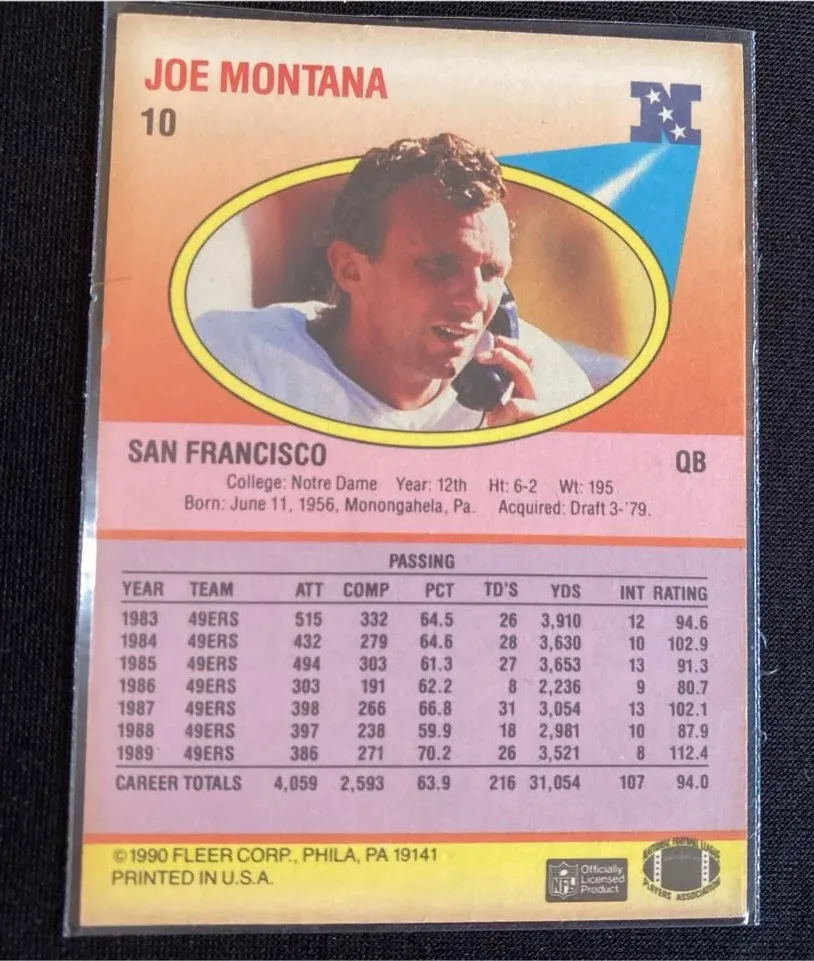 JOE MONTANA
10
N
SAN FRANCISCO QB
College: Notre Dame Year: 12th Ht: 6-2 Wt: 195
Born: June 11, 1956, Monongahela, Pa. Acquired: Draft 3-'79.
PASSING
YEAR TEAM ATT COMP PCT TD'S YDS INT RATING
1983 49ERS 515 332 64.5 26 3,910 12 94.6
1984 49ERS 432 279 64.6 28 3,630 10 102.9
1985 49ERS 494 303 61.3 27 3,653 13 91.3
1986 49ERS 303 191 62.2 8 2,236 9 80.7
1987 49ERS 398 266 66.8 31 3,054 13 102.1
1988 49ERS 397 238 59.9 18 2,981 10 87.9
1989 49ERS 386 271 70.2 26 3,521 8 112.4
CAREER TOTALS 4,059 2,593 63.9 216 31,054 107 94.0
©1990 FLEER CORP., PHILA, PA 19141
PRINTED IN U.S.A.
NFL
Officially
Licensed
Product
NATIONAL FOOTBALL LEAGUE
PLAYERS ASSOCIATION